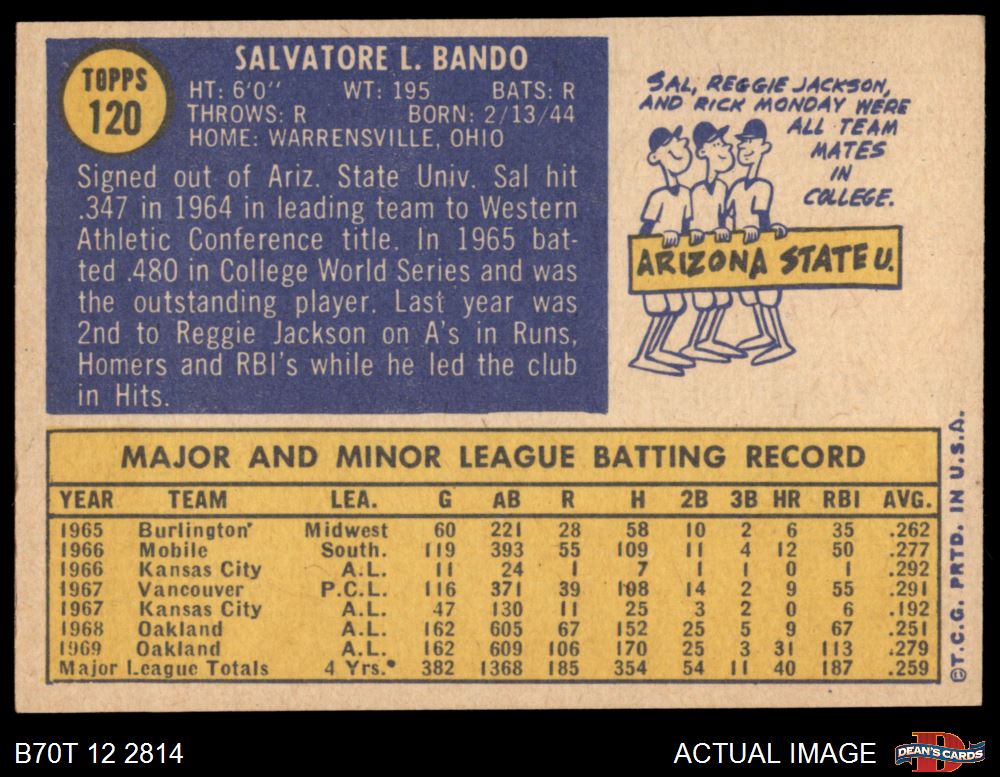 TOPPS
120
SALVATORE L. BANDO
HT: 6'0" WT: 195 BATS: R
THROWS: R BORN: 2/13/44
HOME: WARRENSVILLE, OHIO
Signed out of Ariz. State Univ. Sal hit
.347 in 1964 in leading team to Western
Athletic Conference title. In 1965 bat-
ted .480 in College World Series and was
the outstanding player. Last year was
2nd to Reggie Jackson on A's in Runs,
Homers and RBI's while he led the club
in Hits.
SAL, REGGIE JACKSON,
AND RICK MONDAY WERE
ALL TEAM
MATES
IN
COLLEGE.
ARIZONA STATE U.
MAJOR AND MINOR LEAGUE BATTING RECORD
YEAR TEAM LEA. G AB R H 2B 3B HR RBI AVG.
1965 Burlington Midwest 60 221 28 58 10 2 6 35 .262
1966 Mobile South. 119 393 55 109 11 4 12 50 .277
1966 Kansas City A.L. 11 24 1 7 1 1 0 1 .292
1967 Vancouver P.C.L. 116 371 39 108 14 2 9 55 .291
1967 Kansas City A.L. 47 130 11 25 3 2 0 6 .192
1968 Oakland A.L. 162 605 67 152 25 5 9 67 .251
1969 Oakland A.L. 162 609 106 170 25 3 31 113 .279
Major League Totals 4 Yrs. 382 1368 185 354 54 11 40 187 .259
©T.C.G. PRTD. IN U.S.A.
B70T 12 2814
ACTUAL IMAGE
D
DEAN'S CARDS